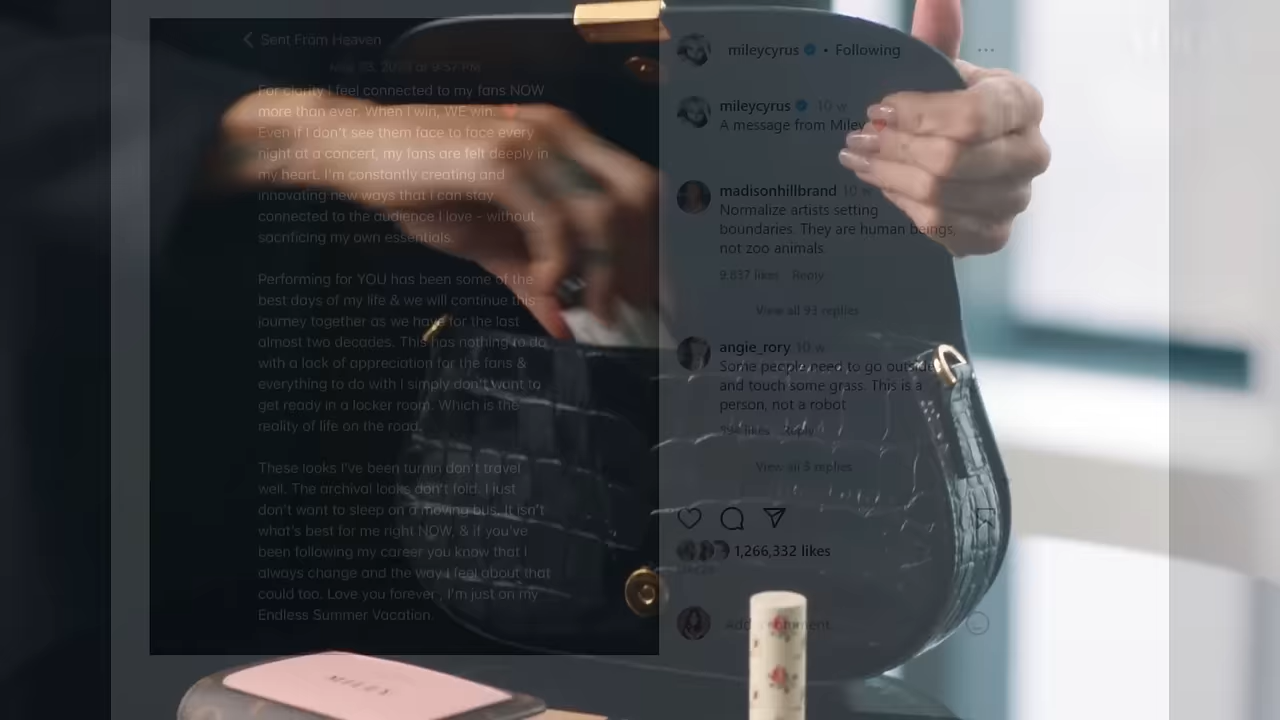 Sent From Heaven
at 9:57 PM
For clarity I feel connected to my fans NOW
more than ever. When I win, WE win.
Even if I don't see them face to face every
night at a concert, my fans are felt deeply in
my heart. I'm constantly creating and
innovating new ways that I can stay
connected to the audience I love - without
sacrificing my own essentials.
Performing for YOU has been some of the
best days of my life & we will continue this
journey together as we have for the last
almost two decades. This has nothing to do
with a lack of appreciation for the fans &
everything to do with I simply don't want to
get ready in a locker room. Which is the
reality of life on the road.
These looks I've been turnin don't travel
well. The archival looks don't fold. I just
don't want to sleep on a moving bus. It isn't
what's best for me right NOW, & if you've
been following my career you know that I
always change and the way I feel about that
could too. Love you forever , I'm just on my
Endless Summer Vacation.
mileycyrus • Following
mileycyrus 10 w
A message from Miley
madisonhillbrand 10 w
Normalize artists setting
boundaries. They are human beings,
not zoo animals.
9,837 likes Reply
View all 93 replies
angie_rory 10 w
Some people need to go outside
and touch some grass. This is a
person, not a robot
394 likes Reply
View all 5 replies
1,266,332 likes
Add a comment...